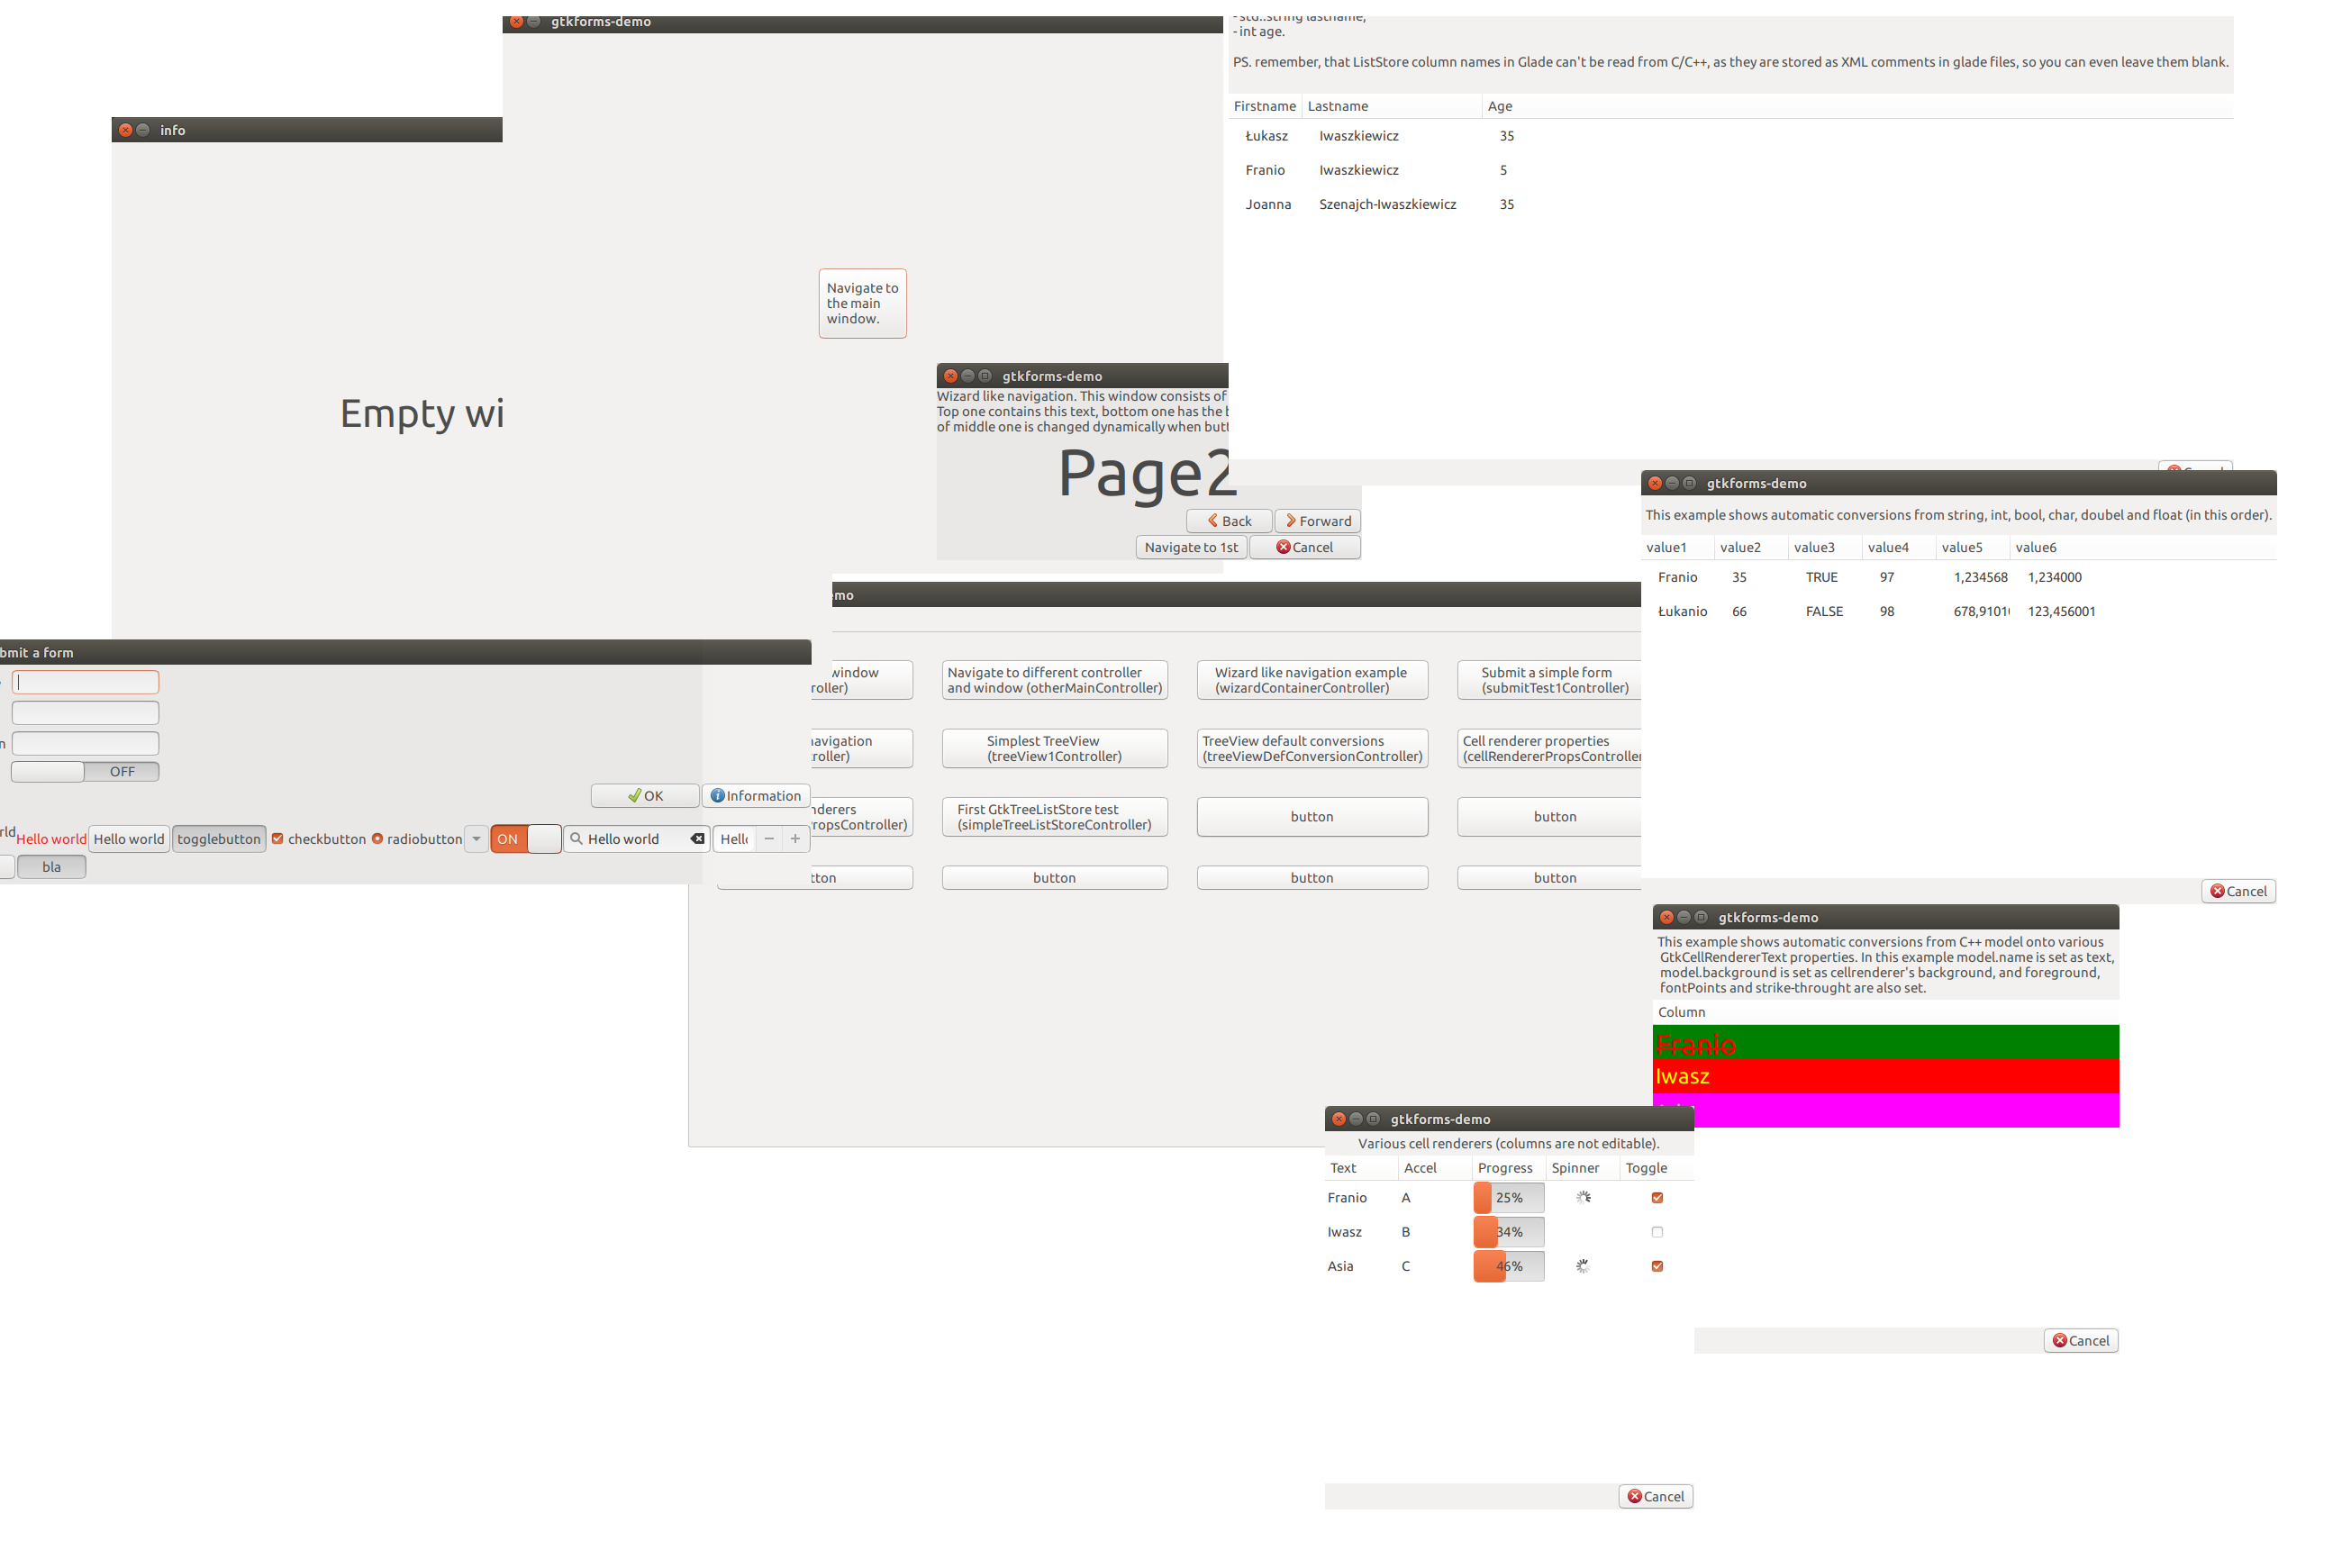 gtkforms-demo
- std::string lastname,
- int age.
PS. remember, that ListStore column names in Glade can't be read from C/C++, as they are stored as XML comments in glade files, so you can even leave them blank.
Firstname Lastname Age
Łukasz Iwaszkiewicz 35
Franio Iwaszkiewicz 5
Joanna Szenajch-Iwaszkiewicz 35
info
Empty wi
Navigate to
the main
window.
gtkforms-demo
Wizard like navigation. This window consists of
Top one contains this text, bottom one has the
of middle one is changed dynamically when
Page2
Back Forward
Navigate to 1st Cancel
gtkforms-demo
This example shows automatic conversions from string, int, bool, char, doubel and float (in this order).
value1 value2 value3 value4 value5 value6
Franio 35 TRUE 97 1,234568 1,234000
Łukanio 66 FALSE 98 678,9101 123,456001
Cancel
emo
window
roller)
Navigate to different controller
and window (otherMainController)
Wizard like navigation example
(wizardContainerController)
Submit a simple form
(submitTest1Controller)
navigation
roller)
Simplest TreeView
(treeView1Controller)
TreeView default conversions
(treeViewDefConversionController)
Cell renderer properties
(cellRendererPropsController
nderers
ropsController)
First GtkTreeListStore test
(simpleTreeListStoreController)
button
button
tton
button
button
button
bmit a form
OFF
OK Information
rld Hello world Hello world togglebutton checkbutton radiobutton ON Hello world Hell
bla
gtkforms-demo
This example shows automatic conversions from C++ model onto various
GtkCellRendererText properties. In this example model.name is set as text,
model.background is set as cellrenderer's background, and foreground,
fontPoints and strike-throught are also set.
Column
Franio
Iwasz
Cancel
gtkforms-demo
Various cell renderers (columns are not editable).
Text Accel Progress Spinner Toggle
Franio A 25%
Iwasz B 34%
Asia C 46%
Cancel